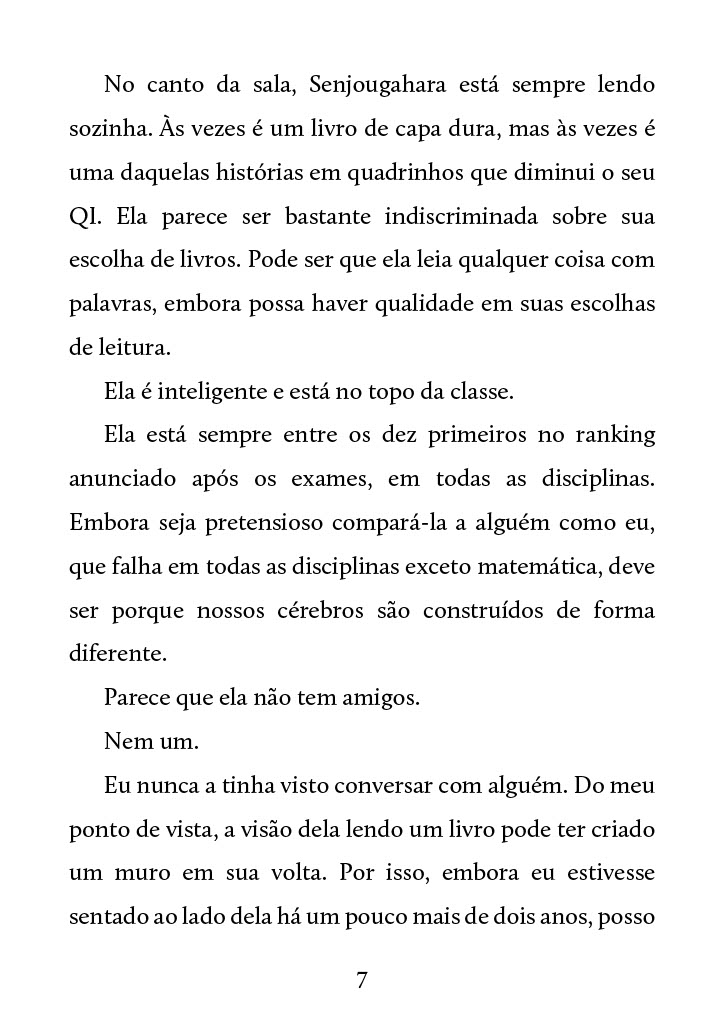 No canto da sala, Senjougahara está sempre lendo
sozinha. Às vezes é um livro de capa dura, mas às vezes é
uma daquelas histórias em quadrinhos que diminui o seu
QI. Ela parece ser bastante indiscriminada sobre sua
escolha de livros. Pode ser que ela leia qualquer coisa com
palavras, embora possa haver qualidade em suas escolhas
de leitura.
Ela é inteligente e está no topo da classe.
Ela está sempre entre os dez primeiros no ranking
anunciado após os exames, em todas as disciplinas.
Embora seja pretensioso compará-la a alguém como eu,
que falha em todas as disciplinas exceto matemática, deve
ser porque nossos cérebros são construídos de forma
diferente.
Parece que ela não tem amigos.
Nem um.
Eu nunca a tinha visto conversar com alguém. Do meu
ponto de vista, a visão dela lendo um livro pode ter criado
um muro em sua volta. Por isso, embora eu estivesse
sentado ao lado dela há um pouco mais de dois anos, posso
7